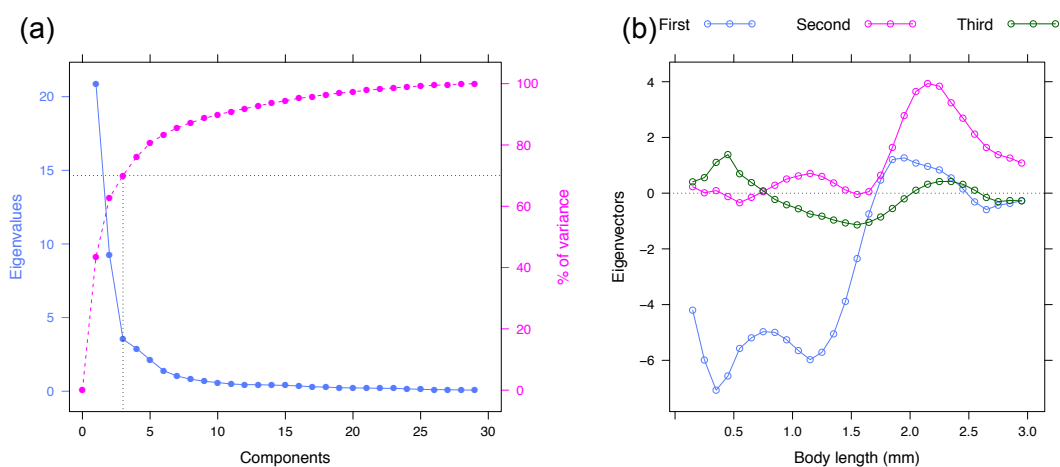 (a)
20
15
10
5
0
Eigenvalues
100
80
60
40
20
0
% of variance
0 5 10 15 20 25 30
Components
(b) First Second Third
4
2
0
-2
-4
-6
Eigenvectors
0.5 1.0 1.5 2.0 2.5 3.0
Body length (mm)